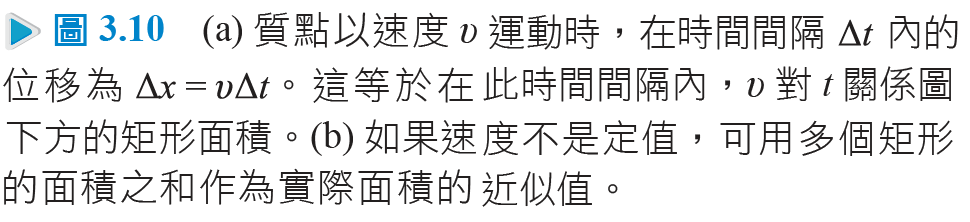 ▶ 圖 3.10 (a) 質點以速度 υ 運動時,在時間間隔 Δt 內的
位移為 Δx = υΔt。這等於在此時間間隔內,υ 對 t 關係圖
下方的矩形面積。(b) 如果速度不是定值,可用多個矩形
的面積之和作為實際面積的近似值。